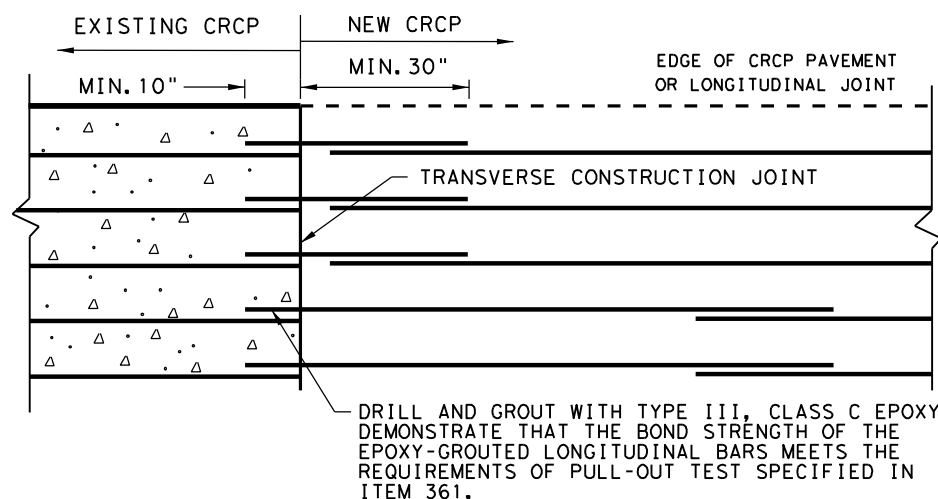 EXISTING CRCP
NEW CRCP
MIN. 10"
MIN. 30"
EDGE OF CRCP PAVEMENT
OR LONGITUDINAL JOINT
TRANSVERSE CONSTRUCTION JOINT
DRILL AND GROUT WITH TYPE III, CLASS C EPOXY
DEMONSTRATE THAT THE BOND STRENGTH OF THE
EPOXY-GROUTED LONGITUDINAL BARS MEETS THE
REQUIREMENTS OF PULL-OUT TEST SPECIFIED IN
ITEM 361.